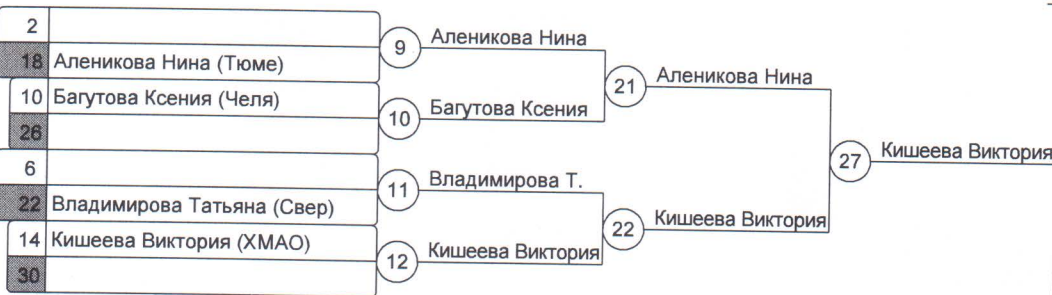 2
18 Аленикова Нина (Тюме)
10 Багутова Ксения (Челя)
26
6
22 Владимирова Татьяна (Свер)
14 Кишеева Виктория (ХМАО)
30
9 Аленикова Нина
10 Багутова Ксения
11 Владимирова Т.
12 Кишеева Виктория
21 Аленикова Нина
22 Кишеева Виктория
27 Кишеева Виктория